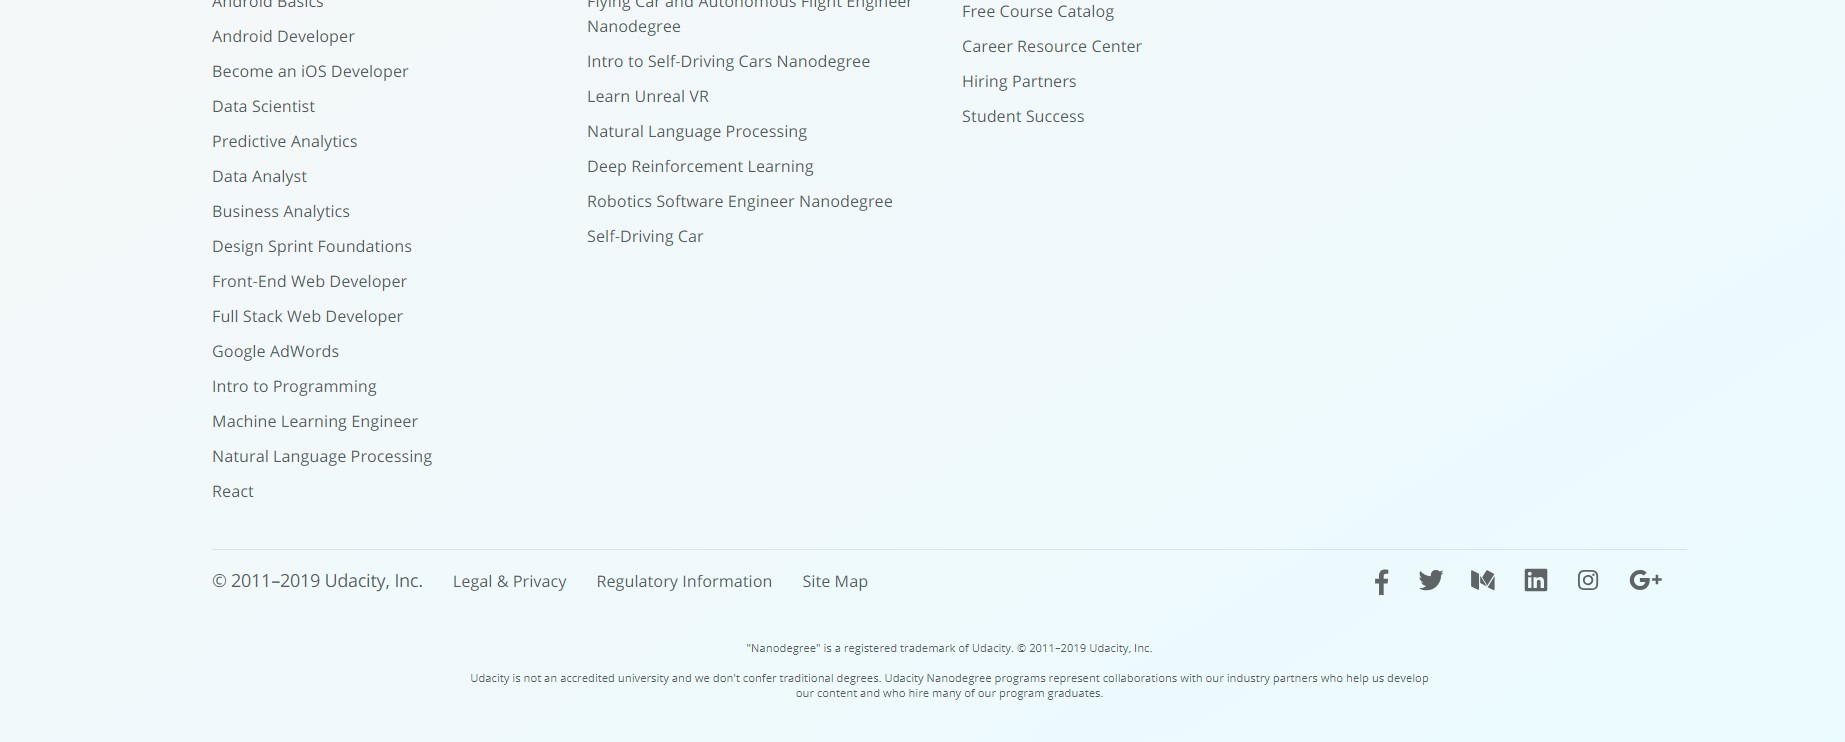 Android Basics
Android Developer
Become an iOS Developer
Data Scientist
Predictive Analytics
Data Analyst
Business Analytics
Design Sprint Foundations
Front-End Web Developer
Full Stack Web Developer
Google AdWords
Intro to Programming
Machine Learning Engineer
Natural Language Processing
React
Flying Car and Autonomous Flight Engineer
Nanodegree
Intro to Self-Driving Cars Nanodegree
Learn Unreal VR
Natural Language Processing
Deep Reinforcement Learning
Robotics Software Engineer Nanodegree
Self-Driving Car
Free Course Catalog
Career Resource Center
Hiring Partners
Student Success
© 2011–2019 Udacity, Inc. Legal & Privacy Regulatory Information Site Map
"Nanodegree" is a registered trademark of Udacity. © 2011–2019 Udacity, Inc.
Udacity is not an accredited university and we don't confer traditional degrees. Udacity Nanodegree programs represent collaborations with our industry partners who help us develop
our content and who hire many of our program graduates.